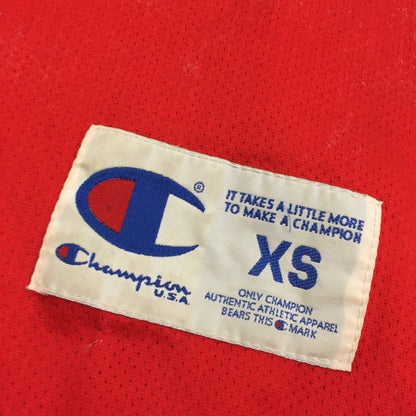 ®
Champion
U.S.A.
IT TAKES A LITTLE MORE
TO MAKE A CHAMPION
XS
ONLY CHAMPION
AUTHENTIC ATHLETIC APPAREL
BEARS THIS C MARK